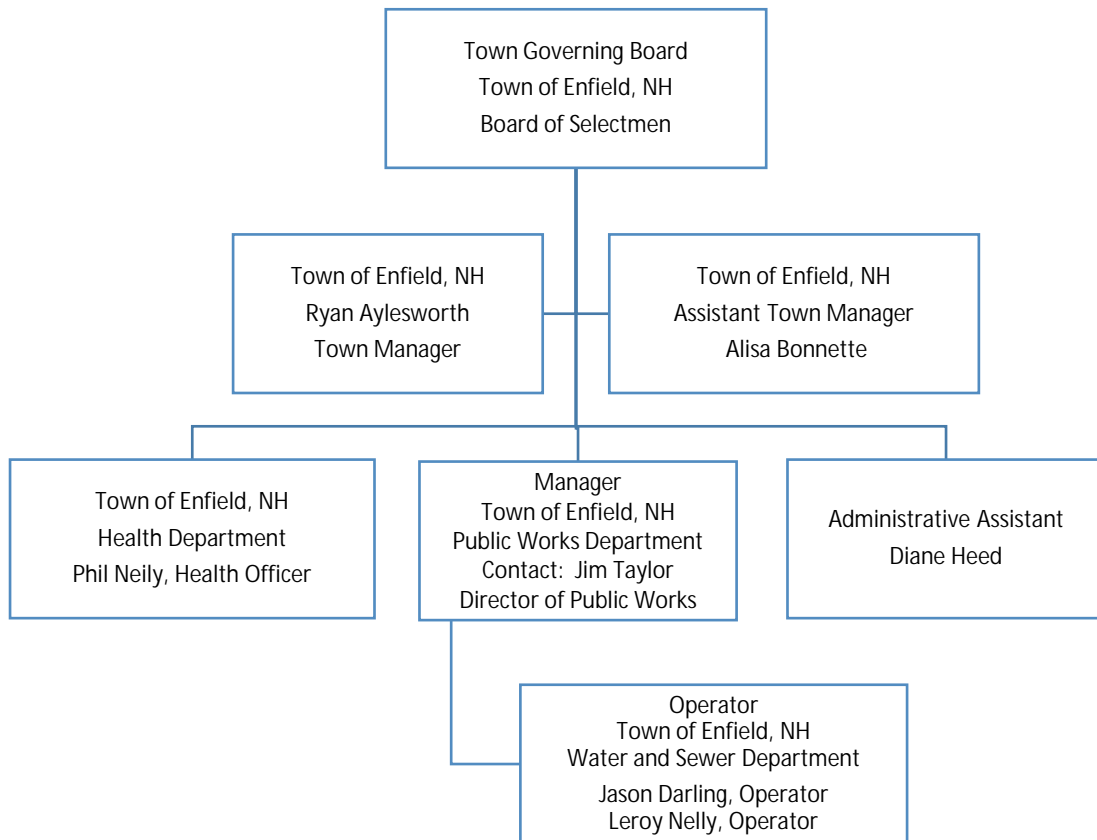 Town Governing Board
Town of Enfield, NH
Board of Selectmen
Town of Enfield, NH
Ryan Aylesworth
Town Manager
Town of Enfield, NH
Assistant Town Manager
Alisa Bonnette
Town of Enfield, NH
Health Department
Phil Neily, Health Officer
Manager
Town of Enfield, NH
Public Works Department
Contact:  Jim Taylor
Director of Public Works
Administrative Assistant
Diane Heed
Operator
Town of Enfield, NH
Water and Sewer Department
Jason Darling, Operator
Leroy Nelly, Operator